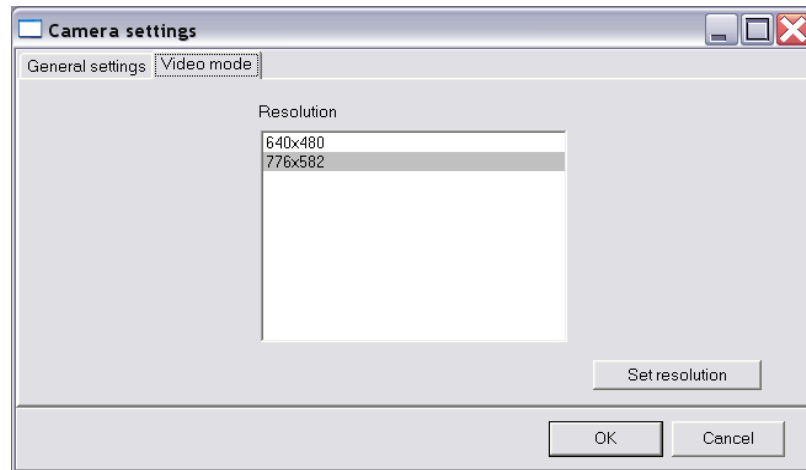 Camera settings
General settings Video mode
Resolution
640x480
776x582
Set resolution
OK Cancel